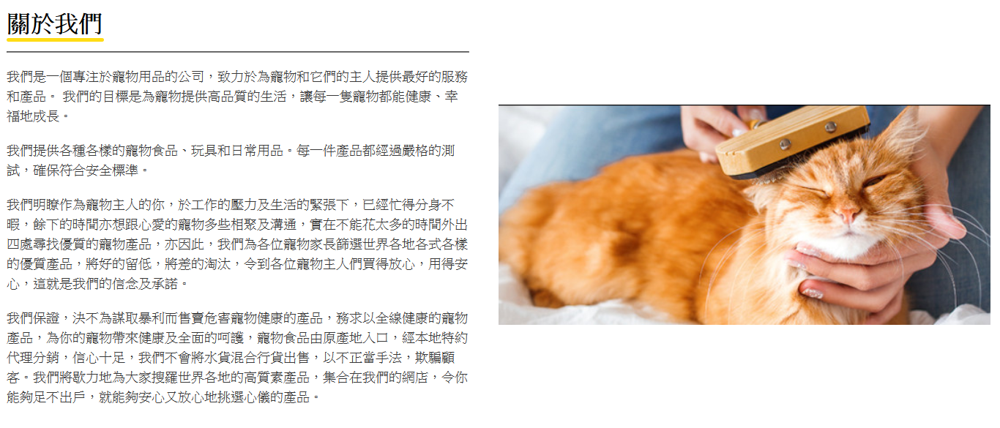 關於我們
我們是一個專注於寵物用品的公司，致力於為寵物和它們的主人提供最好的服務
和產品。 我們的目標是為寵物提供高品質的生活，讓每一隻寵物都能健康、幸
福地成長。
我們提供各種各樣的寵物食品、玩具和日常用品。每一件產品都經過嚴格的測
試，確保符合安全標準。
我們明瞭作為寵物主人的你，於工作的壓力及生活的緊張下，已經忙得分身不
暇，餘下的時間亦想跟心愛的寵物多些相聚及溝通，實在不能花太多的時間外出
四處尋找優質的寵物產品，亦因此，我們為各位寵物家長篩選世界各地各式各樣
的優質產品，將好的留低，將差的淘汰，令到各位寵物主人們買得放心，用得安
心，這就是我們的信念及承諾。
我們保證，決不為謀取暴利而售賣危害寵物健康的產品，務求以全線健康的寵物
產品，為你的寵物帶來健康及全面的呵護，寵物食品由原產地入口，經本地特約
代理分銷，信心十足，我們不會將水貨混合行貨出售，以不正當手法，欺騙顧
客。我們將歇力地為大家搜羅世界各地的高質素產品，集合在我們的網店，令你
能夠足不出戶，就能夠安心又放心地挑選心儀的產品。